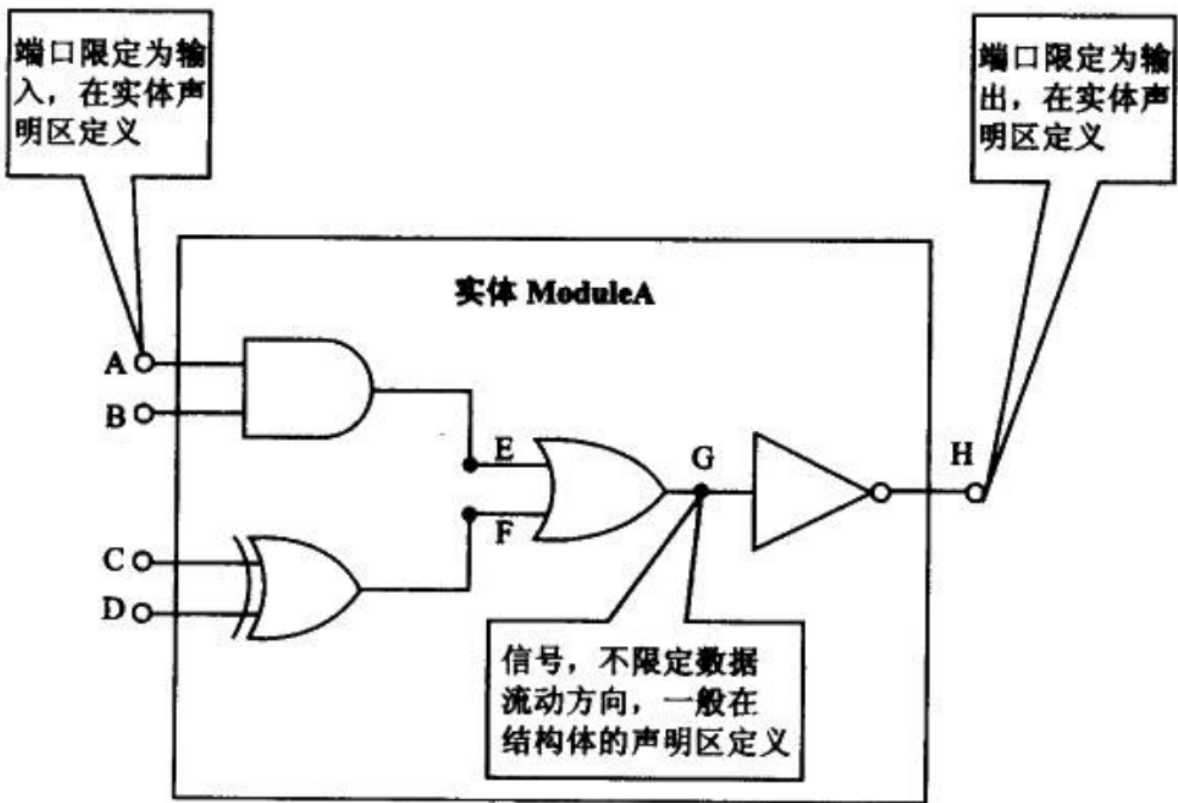 端口限定为输
入，在实体声
明区定义
端口限定为输
出，在实体声
明区定义
实体 ModuleA
A
B
E
G
H
F
C
D
信号，不限定数据
流动方向，一般在
结构体的声明区定义